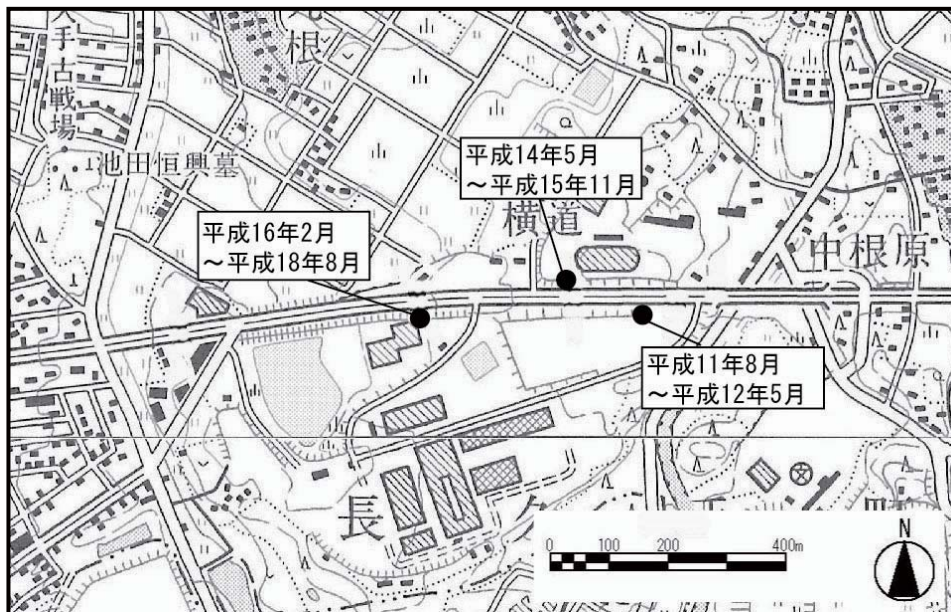 根
手古戦場
池田恒興墓
平成14年5月
～平成15年11月
横道
平成16年2月
～平成18年8月
中根原
平成11年8月
～平成12年5月
長
0 100 200 400m
N